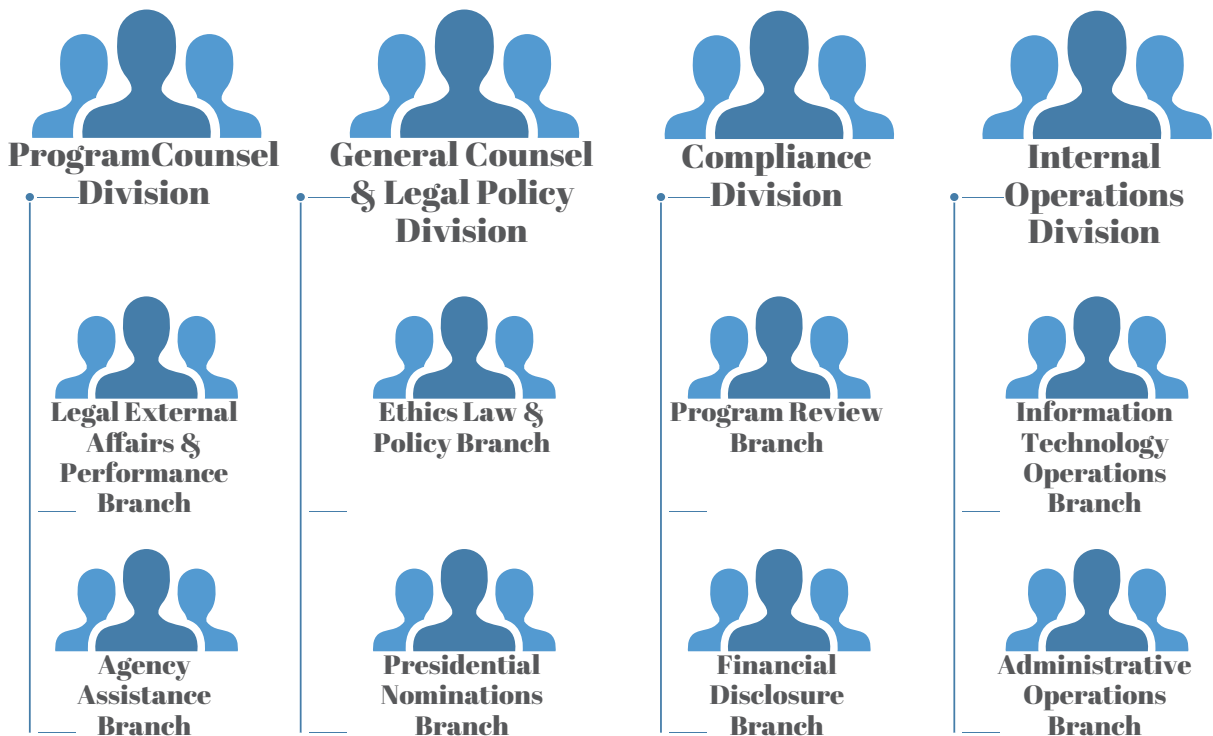 ProgramCounsel
Division
General Counsel
& Legal Policy
Division
Compliance
Division
Internal
Operations
Division
Legal External
Affairs &
Performance
Branch
Ethics Law &
Policy Branch
Program Review
Branch
Information
Technology
Operations
Branch
Agency
Assistance
Branch
Presidential
Nominations
Branch
Financial
Disclosure
Branch
Administrative
Operations
Branch